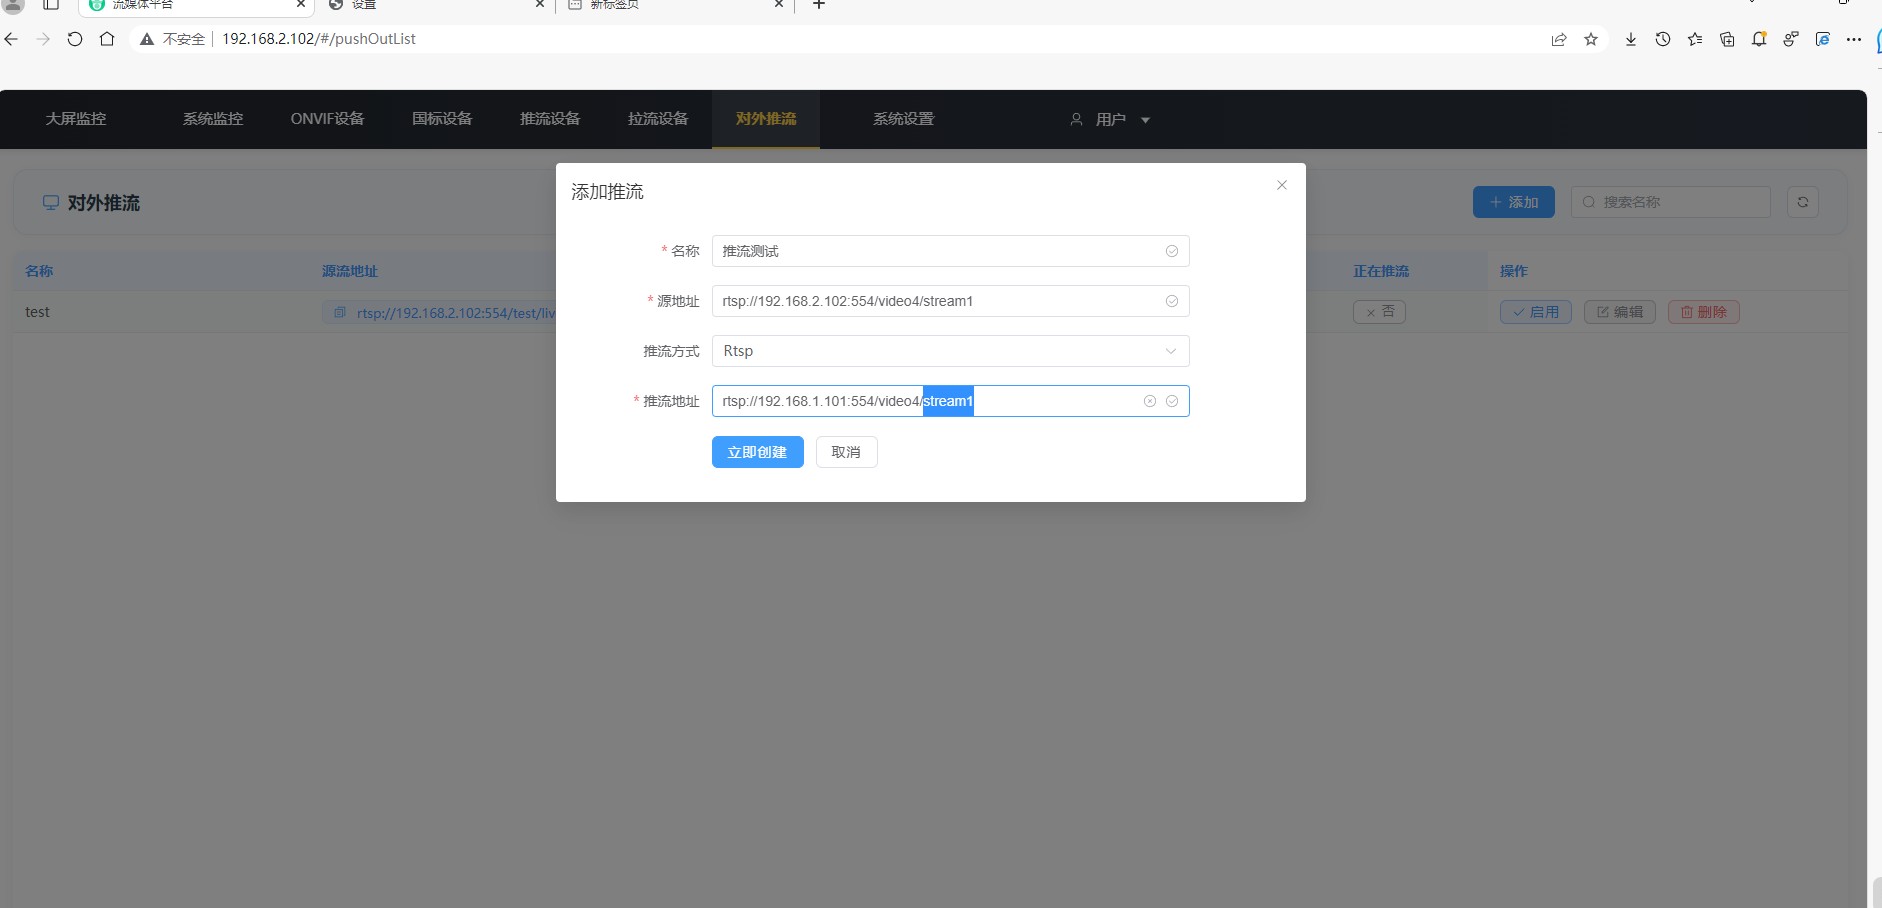 流媒体平台
设置
新标签页
不安全 192.168.2.102/#/pushOutList
大屏监控 系统监控 ONVIF设备 国标设备 推流设备 拉流设备 对外推流 系统设置 用户
添加推流
对外推流
添加 搜索名称
* 名称 推流测试
名称 源流地址 正在推流 操作
* 源地址 rtsp://192.168.2.102:554/video4/stream1
test rtsp://192.168.2.102:554/test/liv 否 启用 编辑 删除
推流方式 Rtsp
* 推流地址 rtsp://192.168.1.101:554/video4/stream1
立即创建 取消